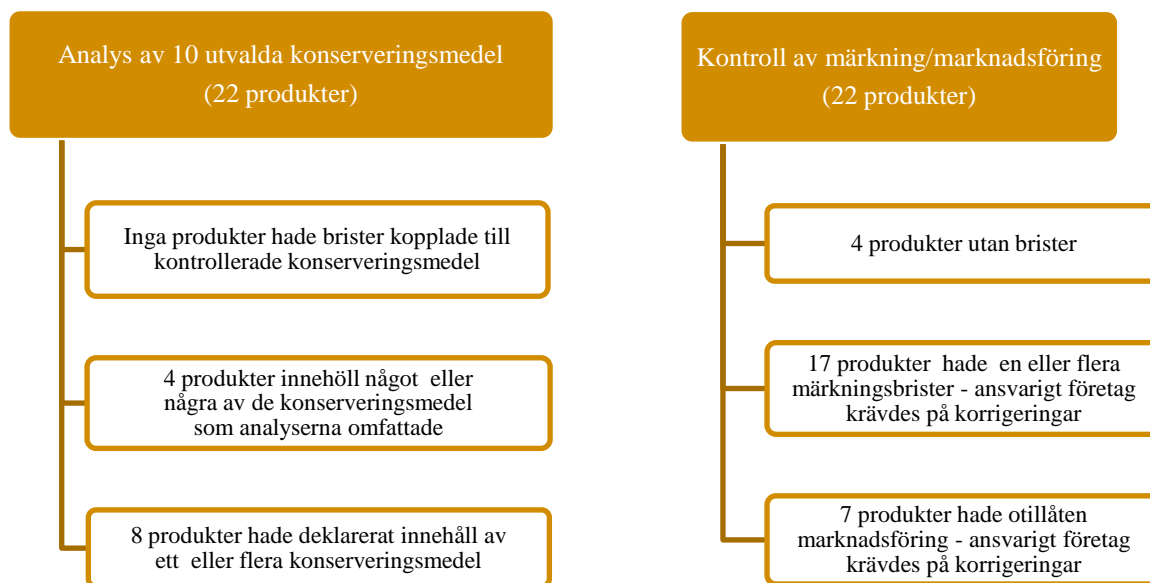 Analys av 10 utvalda konserveringsmedel
(22 produkter)
Inga produkter hade brister kopplade till
kontrollerade konserveringsmedel
4 produkter innehöll något eller
några av de konserveringsmedel
som analyserna omfattade
8 produkter hade deklarerat innehåll av
ett eller flera konserveringsmedel
Kontroll av märkning/marknadsföring
(22 produkter)
4 produkter utan brister
17 produkter hade en eller flera
märkningsbrister - ansvarigt företag
krävdes på korrigeringar
7 produkter hade otillåten
marknadsföring - ansvarigt företag
krävdes på korrigeringar